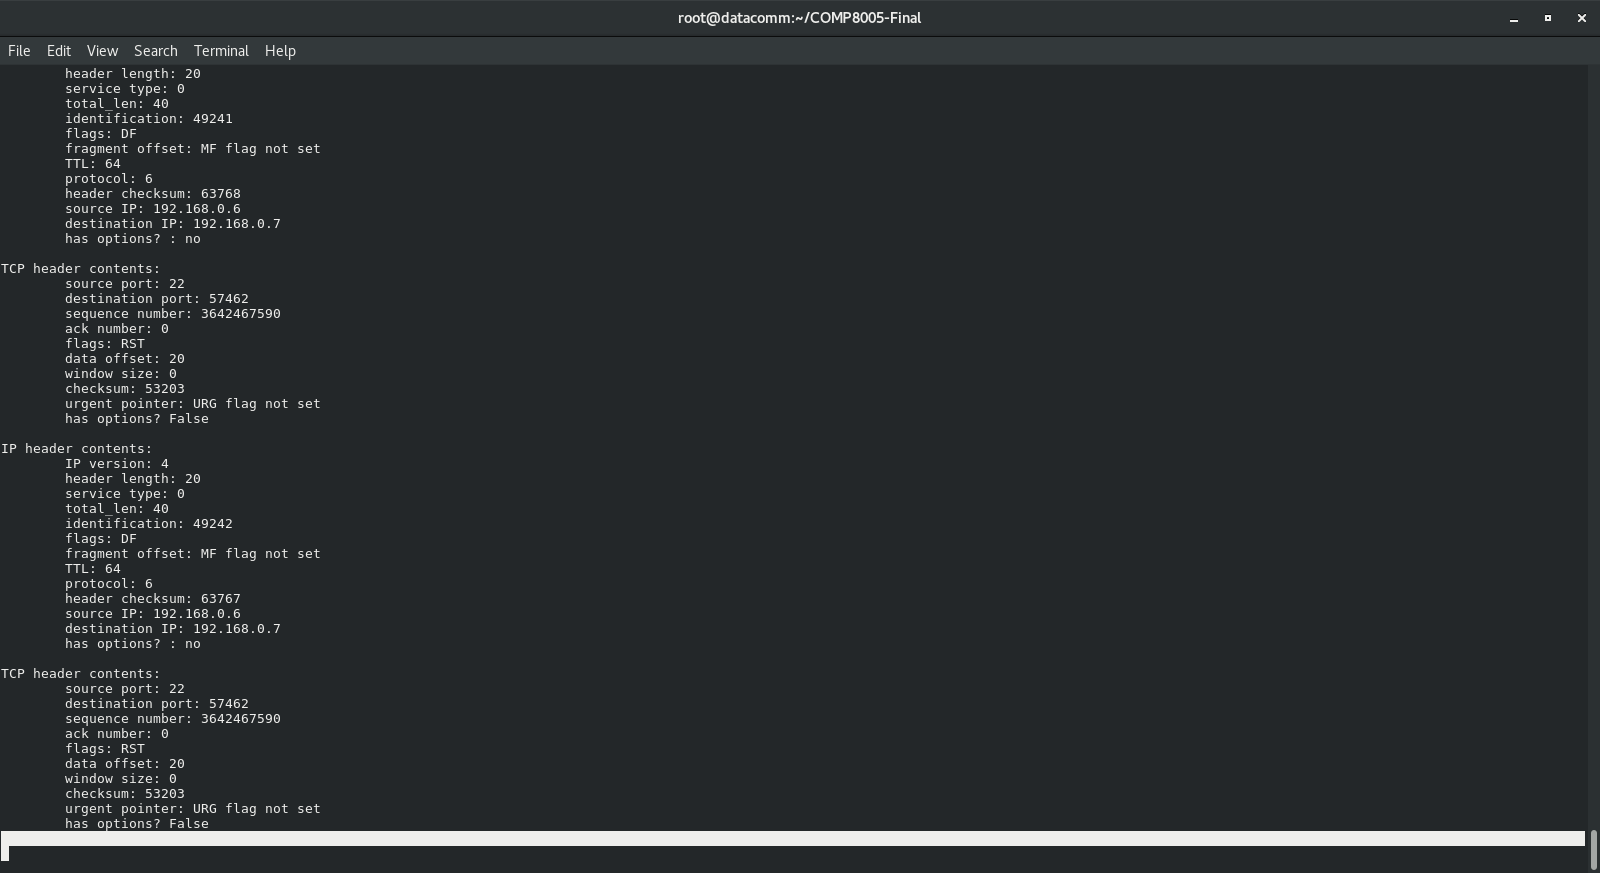 root@datacomm:~/COMP8005-Final
File Edit View Search Terminal Help
header length: 20
service type: 0
total_len: 40
identification: 49241
flags: DF
fragment offset: MF flag not set
TTL: 64
protocol: 6
header checksum: 63768
source IP: 192.168.0.6
destination IP: 192.168.0.7
has options? : no
TCP header contents:
source port: 22
destination port: 57462
sequence number: 3642467590
ack number: 0
flags: RST
data offset: 20
window size: 0
checksum: 53203
urgent pointer: URG flag not set
has options? False
IP header contents:
IP version: 4
header length: 20
service type: 0
total_len: 40
identification: 49242
flags: DF
fragment offset: MF flag not set
TTL: 64
protocol: 6
header checksum: 63767
source IP: 192.168.0.6
destination IP: 192.168.0.7
has options? : no
TCP header contents:
source port: 22
destination port: 57462
sequence number: 3642467590
ack number: 0
flags: RST
data offset: 20
window size: 0
checksum: 53203
urgent pointer: URG flag not set
has options? False